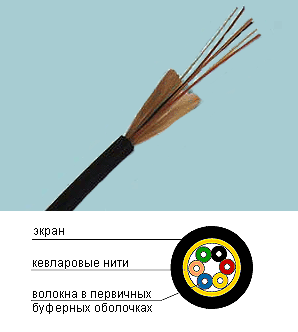 экран
кевларовые нити
волокна в первичных
буферных оболочках